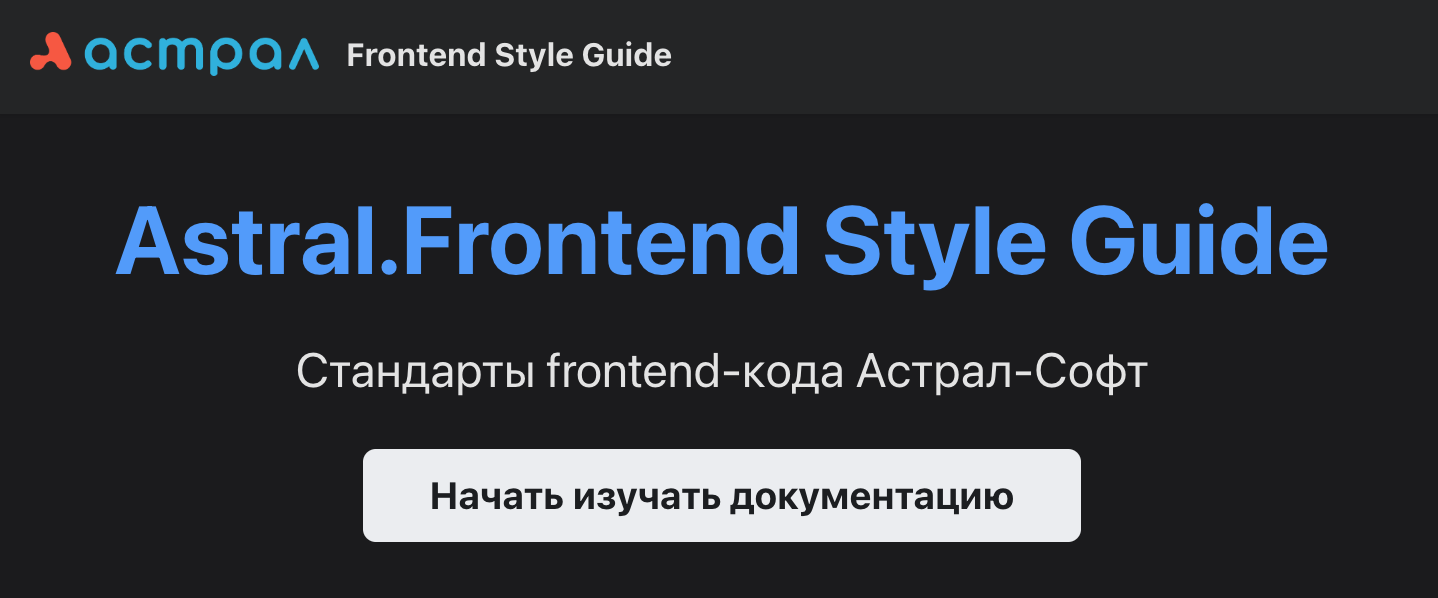 астрал Frontend Style Guide
Astral.Frontend Style Guide
Стандарты frontend-кода Астрал-Софт
Начать изучать документацию